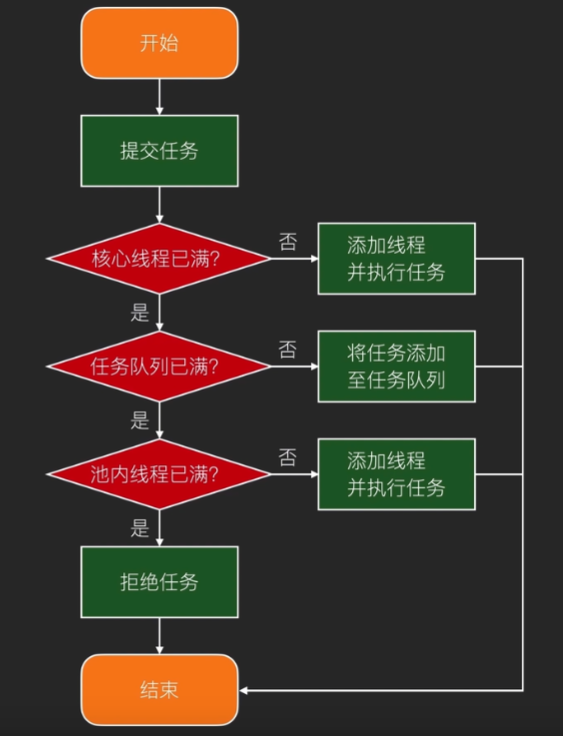 开始
提交任务
核心线程已满?
否
添加线程
并执行任务
是
任务队列已满?
否
将任务添加
至任务队列
是
池内线程已满?
否
添加线程
并执行任务
是
拒绝任务
结束